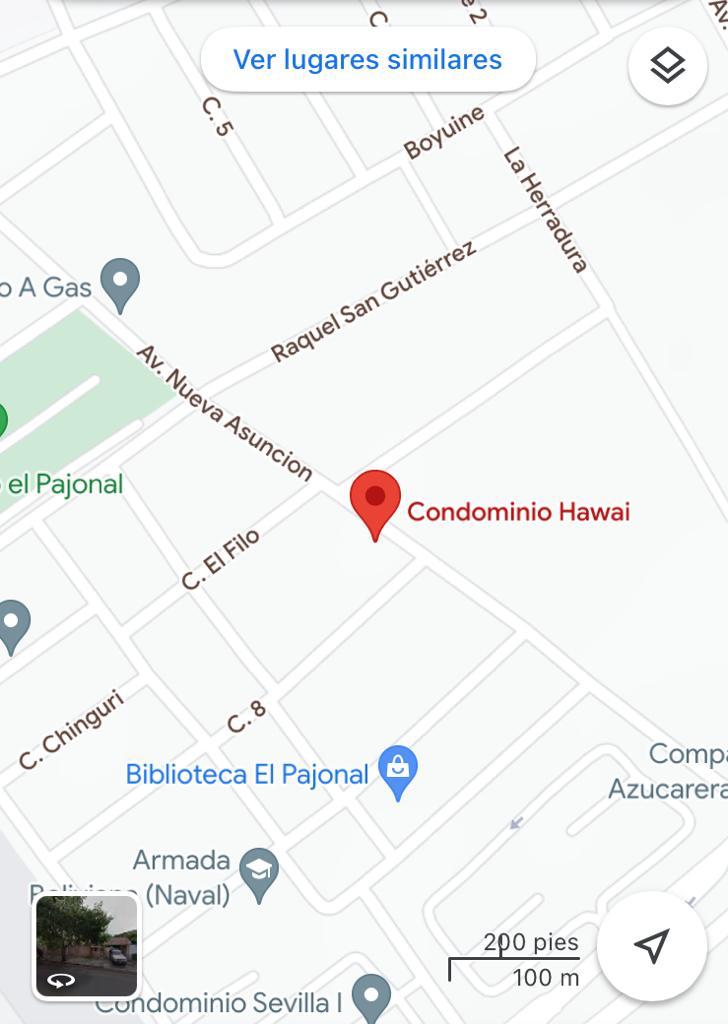 Ver lugares similares
C. 5
Boyuine
La Herradura
o A Gas
Raquel San Gutiérrez
Av. Nueva Asuncion
el Pajonal
Condominio Hawai
C. El Filo
C. Chinguri
C. 8
Biblioteca El Pajonal
Compa
Azucarera
Armada
Boliviana (Naval)
200 pies
100 m
Condominio Sevilla I